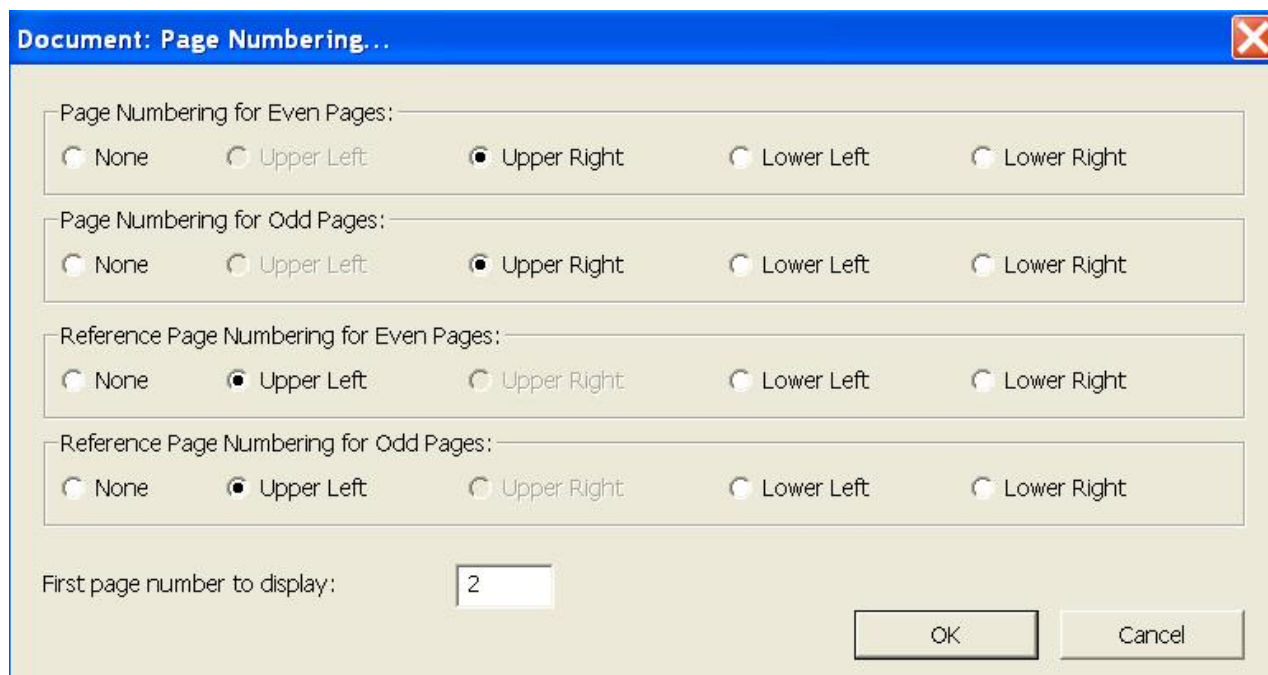 Document: Page Numbering...
Page Numbering for Even Pages:
None Upper Left Upper Right Lower Left Lower Right
Page Numbering for Odd Pages:
None Upper Left Upper Right Lower Left Lower Right
Reference Page Numbering for Even Pages:
None Upper Left Upper Right Lower Left Lower Right
Reference Page Numbering for Odd Pages:
None Upper Left Upper Right Lower Left Lower Right
First page number to display: 2
OK Cancel